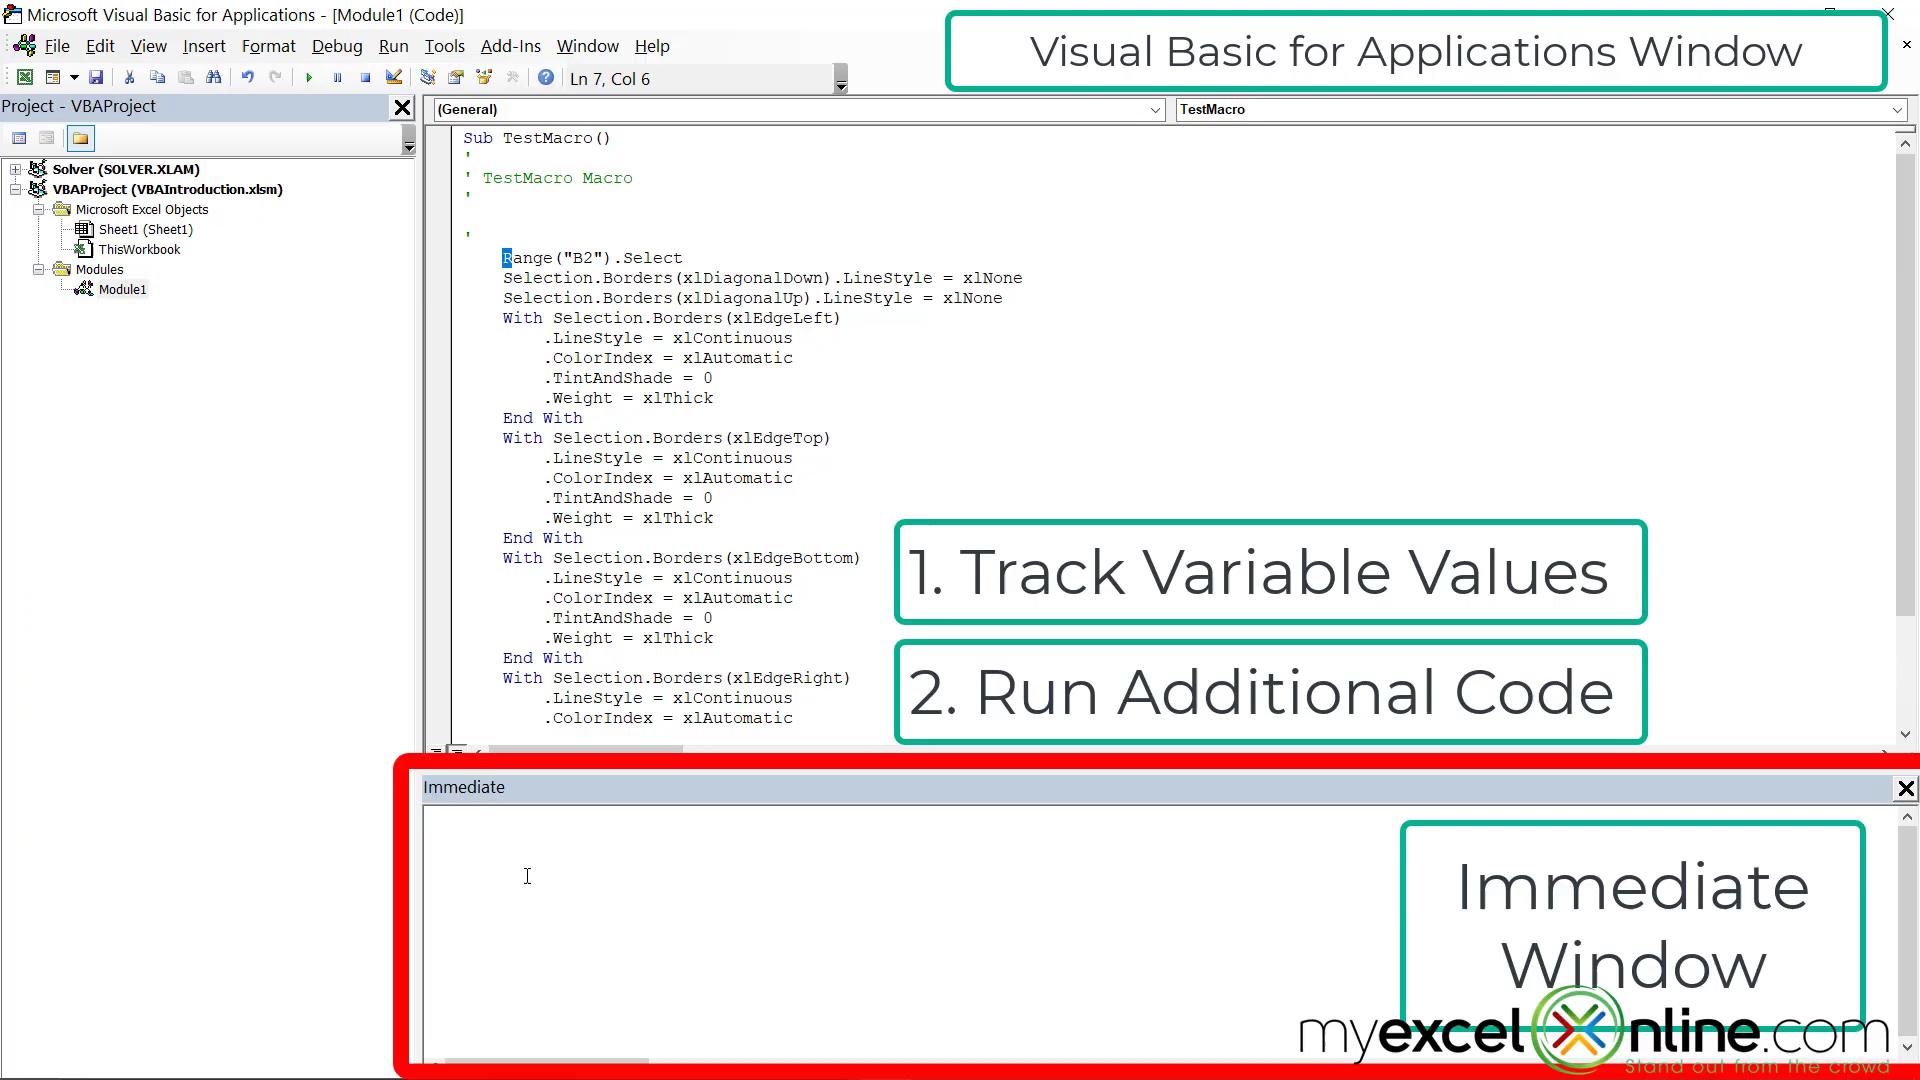 Microsoft Visual Basic for Applications - [Module1 (Code)]
File Edit View Insert Format Debug Run Tools Add-Ins Window Help
Visual Basic for Applications Window
Ln 7, Col 6
Project - VBAProject
(General)
TestMacro
Solver (SOLVER.XLAM)
VBAProject (VBAIntroduction.xlsm)
Microsoft Excel Objects
Sheet1 (Sheet1)
ThisWorkbook
Modules
Module1
Sub TestMacro()
'
' TestMacro Macro
'
'
Range("B2").Select
Selection.Borders(xlDiagonalDown).LineStyle = xlNone
Selection.Borders(xlDiagonalUp).LineStyle = xlNone
With Selection.Borders(xlEdgeLeft)
.LineStyle = xlContinuous
.ColorIndex = xlAutomatic
.TintAndShade = 0
.Weight = xlThick
End With
With Selection.Borders(xlEdgeTop)
.LineStyle = xlContinuous
.ColorIndex = xlAutomatic
.TintAndShade = 0
.Weight = xlThick
End With
With Selection.Borders(xlEdgeBottom)
.LineStyle = xlContinuous
.ColorIndex = xlAutomatic
.TintAndShade = 0
.Weight = xlThick
End With
With Selection.Borders(xlEdgeRight)
.LineStyle = xlContinuous
.ColorIndex = xlAutomatic
1. Track Variable Values
2. Run Additional Code
Immediate
Immediate
Window
myexcelonline.com
Stand out from the crowd